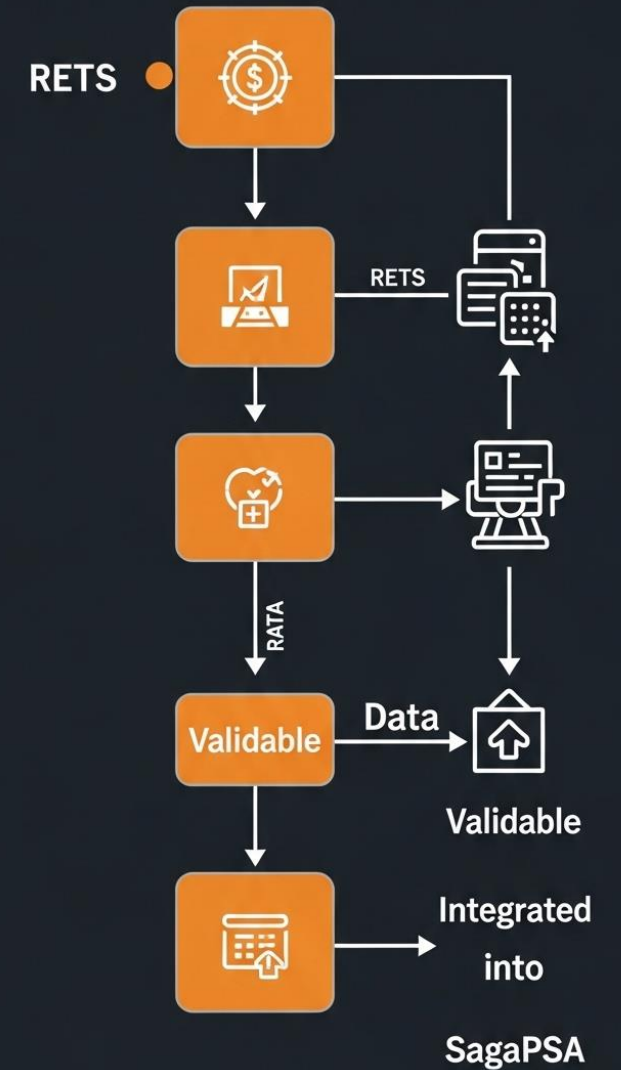 RETS
RETS
RATA
Validable
Data
Validable
Integrated
into
SagaPSA